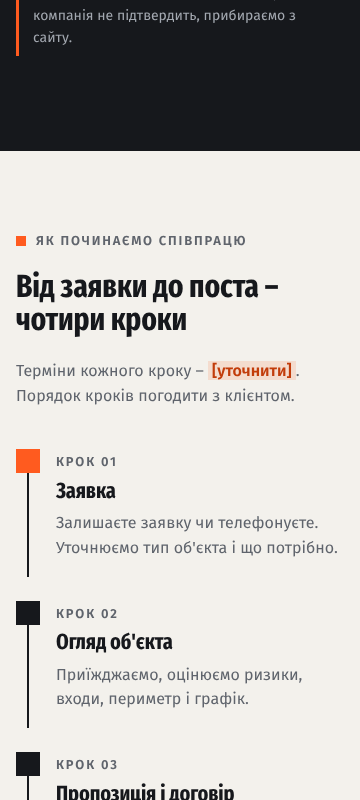 компанія не підтвердить, прибираємо з
сайту.
ЯК ПОЧИНАЄМО СПІВПРАЦЮ
Від заявки до поста –
чотири кроки
Терміни кожного кроку – [уточнити].
Порядок кроків погодити з клієнтом.
КРОК 01
Заявка
Залишаєте заявку чи телефонуєте.
Уточнюємо тип об'єкта і що потрібно.
КРОК 02
Огляд об'єкта
Приїжджаємо, оцінюємо ризики,
входи, периметр і графік.
КРОК 03
Пропозиція і договір